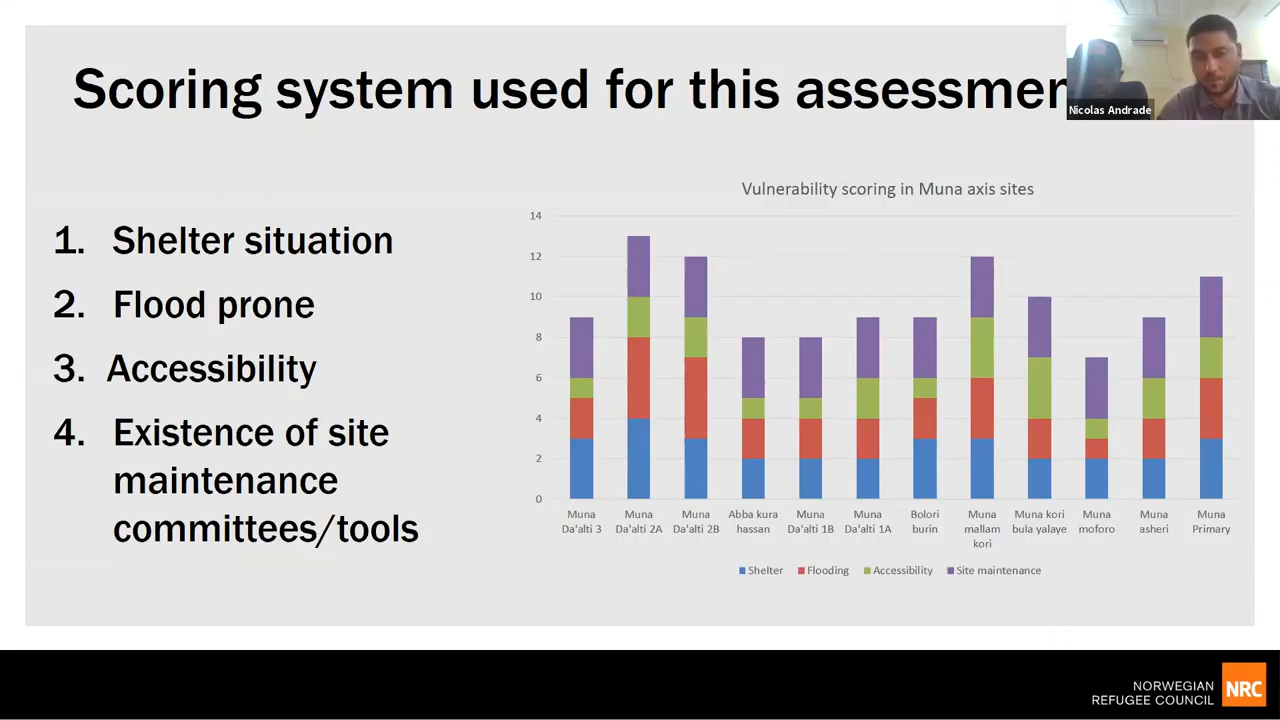 Scoring system used for this assessmen
Nicolas Andrade
1. Shelter situation
2. Flood prone
3. Accessibility
4. Existence of site
maintenance
committees/tools
Vulnerability scoring in Muna axis sites
14
12
10
8
6
4
2
0
Muna Da'alti 3
Muna Da'alti 2A
Muna Da'alti 2B
Abba kura hassan
Muna Da'alti 1B
Muna Da'alti 1A
Bolori burin
Muna mallam kori
Muna kori bula yalaye
Muna moforo
Muna asheri
Muna Primary
Shelter Flooding Accessibility Site maintenance
NORWEGIAN
REFUGEE COUNCIL
NRC